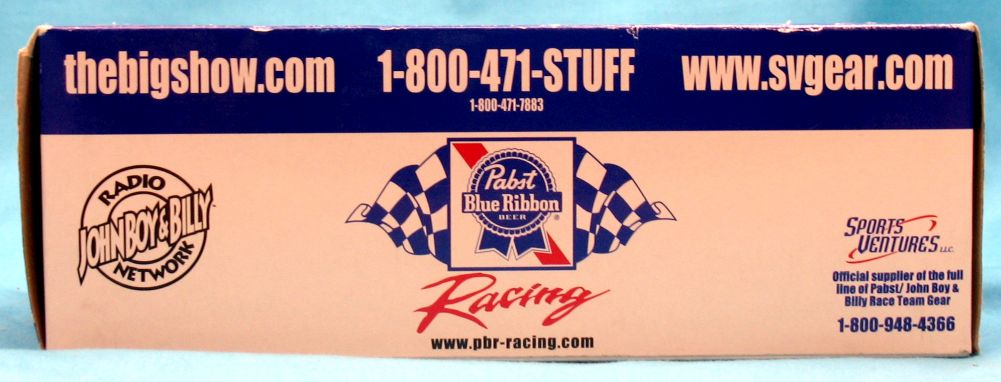 thebigshow.com 1-800-471-STUFF www.svgear.com
1-800-471-7883
RADIO
JOHN BOY & BILLY
NETWORK
Pabst
Blue Ribbon
BEER
®
Racing
www.pbr-racing.com
SPORTS
VENTURES LLC.
Official supplier of the full
line of Pabst/ John Boy &
Billy Race Team Gear
1-800-948-4366